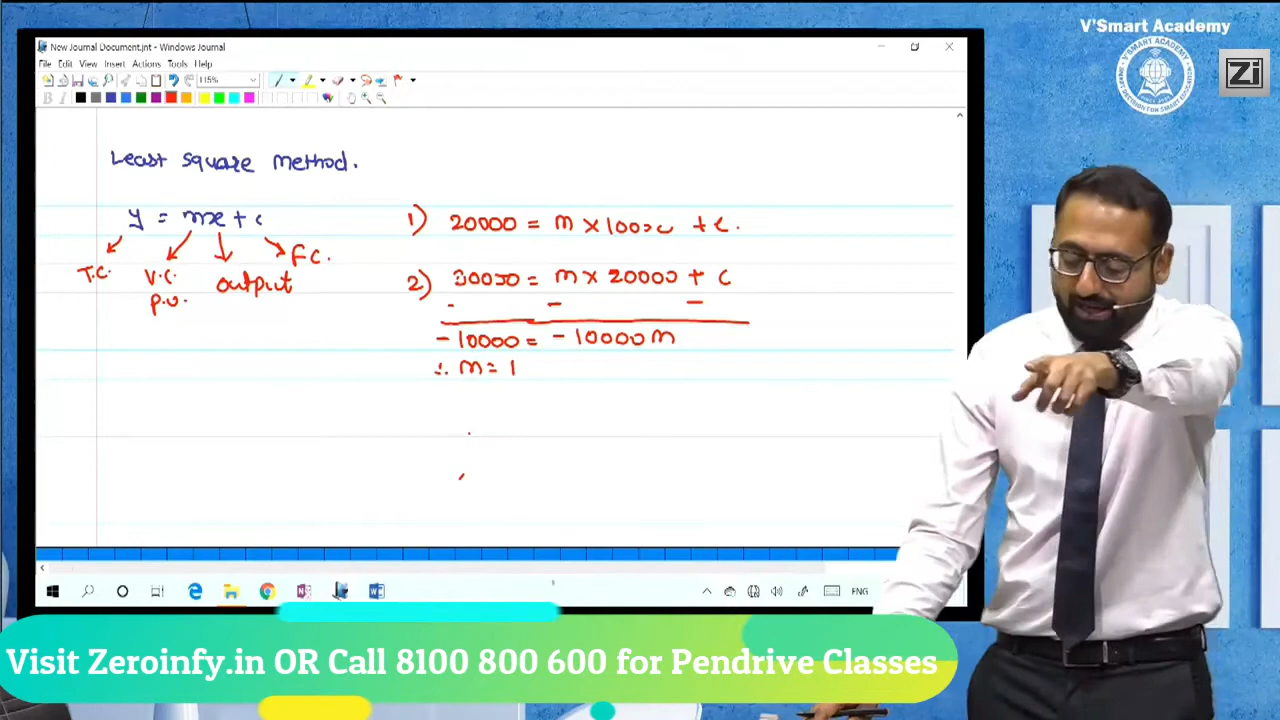 V'Smart Academy
Zi
New Journal Document.jnt - Windows Journal
File Edit View Insert Actions Tools Help
115%
B I
Least square method.
y = mx + c
T.C.
V.C. P.U.
output
F.C.
1) 20000 = m × 10000 + c.
2) 30000 = m × 20000 + c
- - -
- 10000 = - 10000 m
∴ m = 1
ENG
Visit Zeroinfy.in OR Call 8100 800 600 for Pendrive Classes